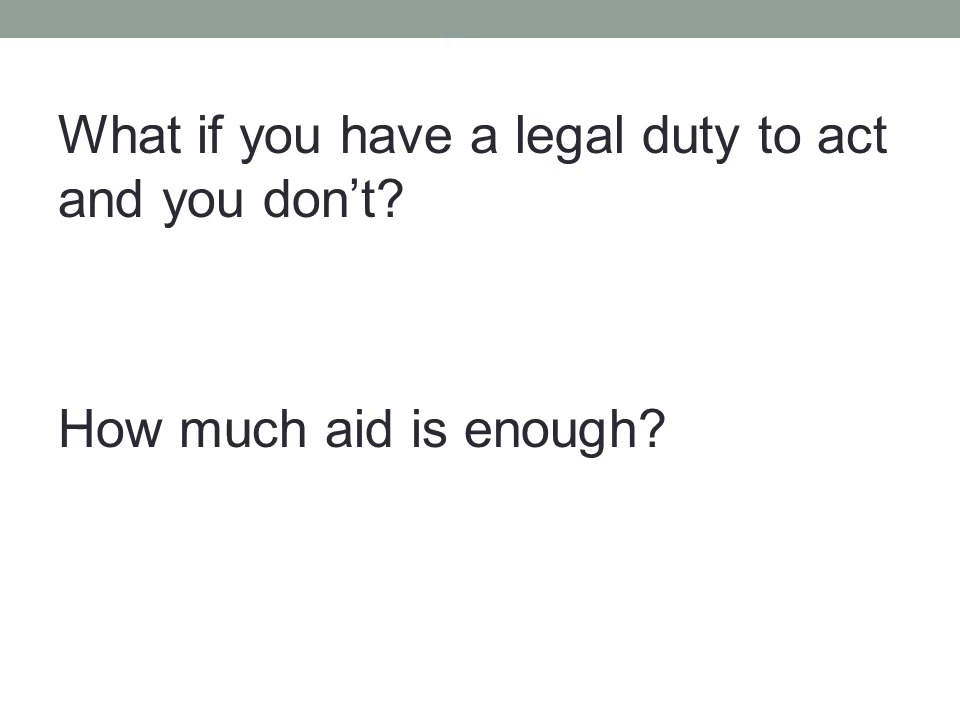 What if you have a legal duty to act
and you don’t?
How much aid is enough?